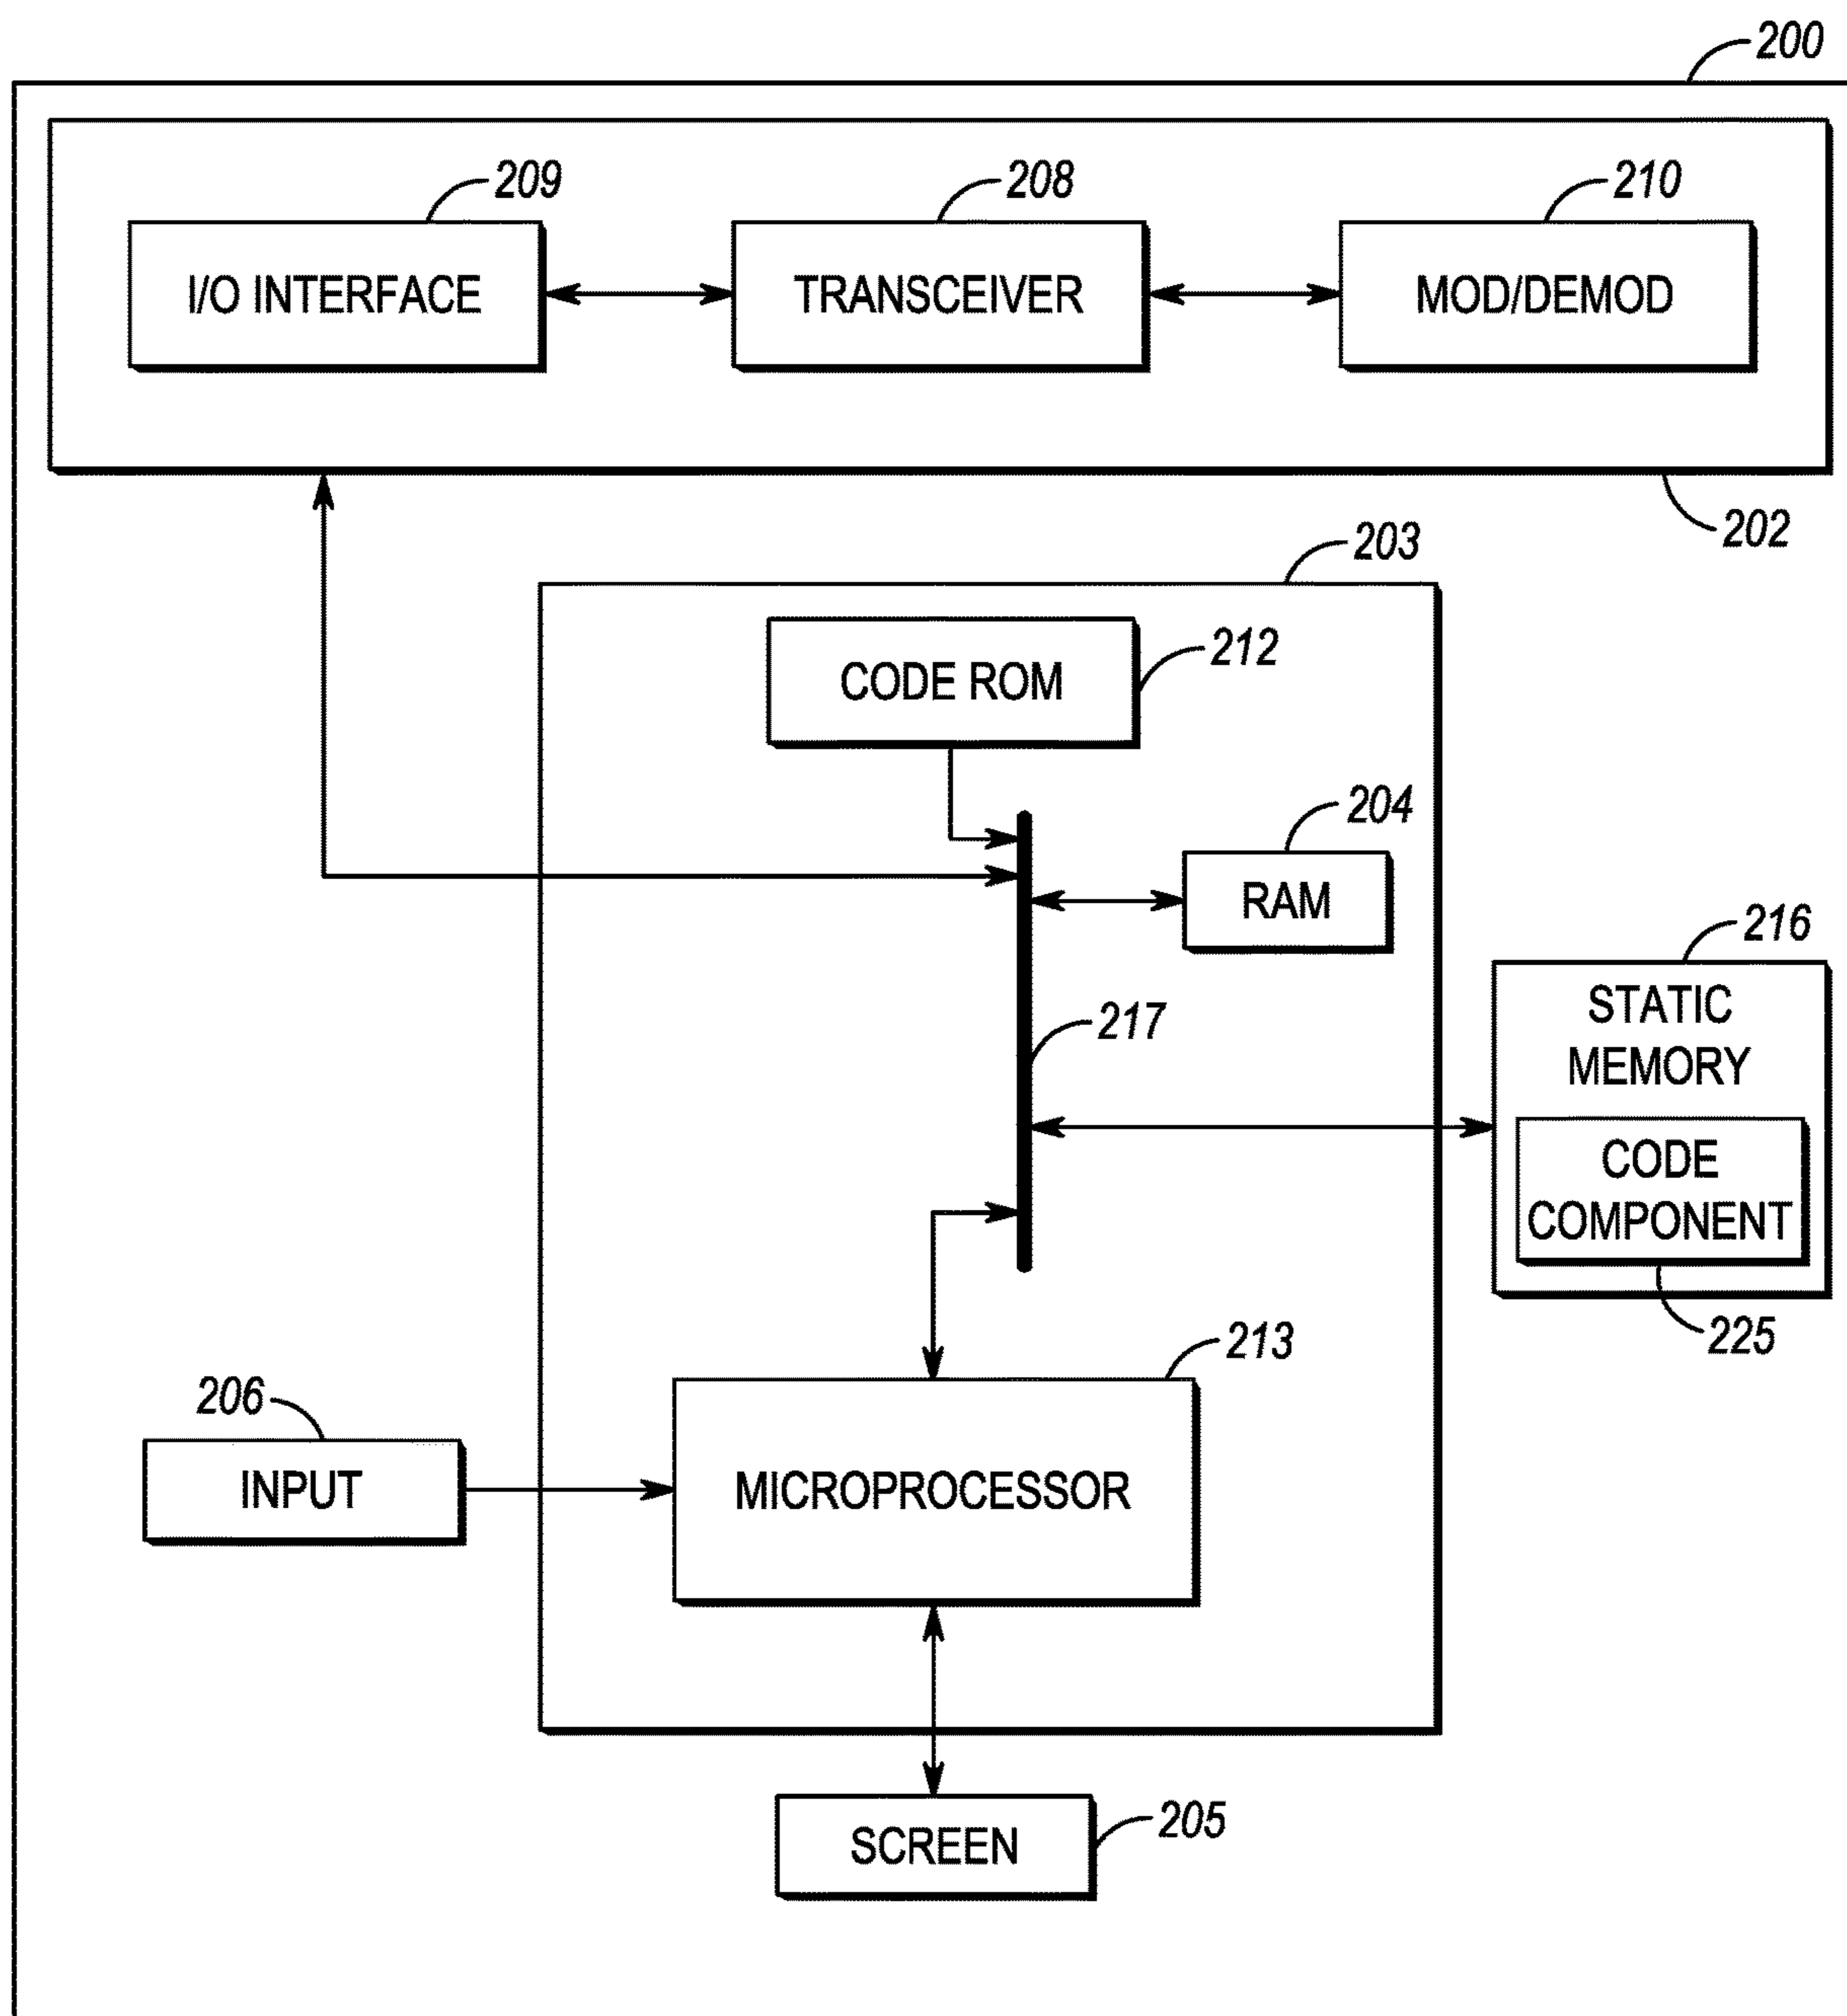 200
209
208
210
I/O INTERFACE
TRANSCEIVER
MOD/DEMOD
202
203
212
CODE ROM
204
RAM
216
STATIC
MEMORY
217
CODE
COMPONENT
225
213
206
INPUT
MICROPROCESSOR
205
SCREEN